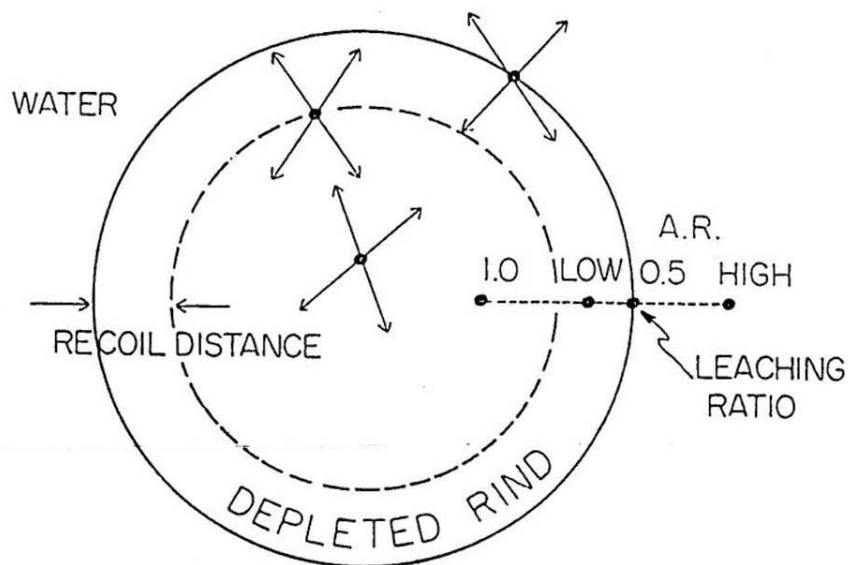 WATER
A.R.
1.0 LOW 0.5 HIGH
RECOIL DISTANCE
LEACHING
RATIO
DEPLETED RIND